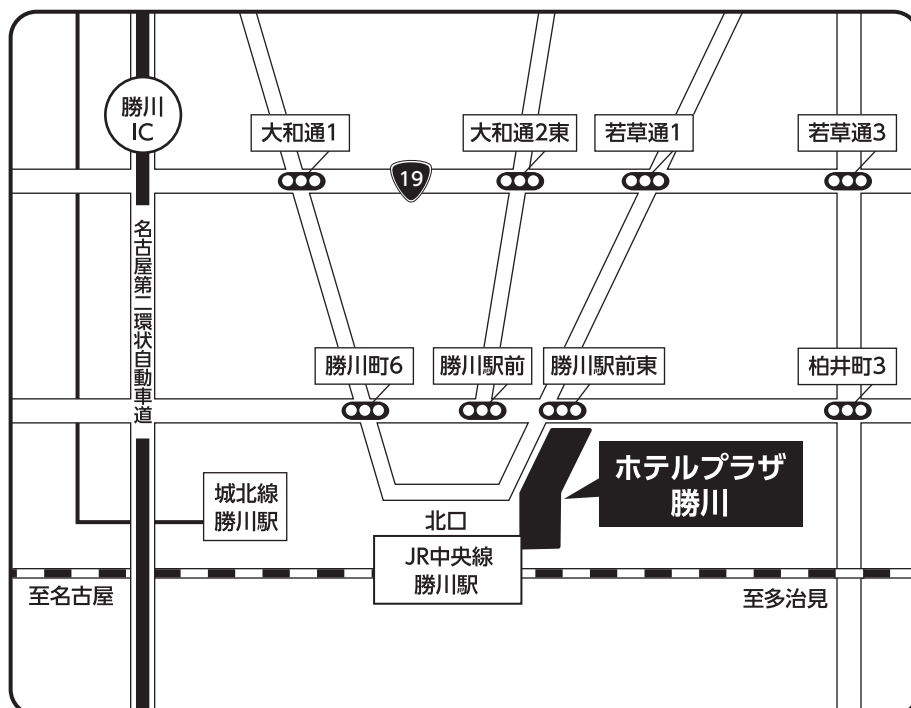 勝川
IC
大和通1
大和通2東
若草通1
若草通3
19
名古屋第二環状自動車道
勝川町6
勝川駅前
勝川駅前東
柏井町3
ホテルプラザ
勝川
城北線
勝川駅
北口
JR中央線
勝川駅
至名古屋
至多治見